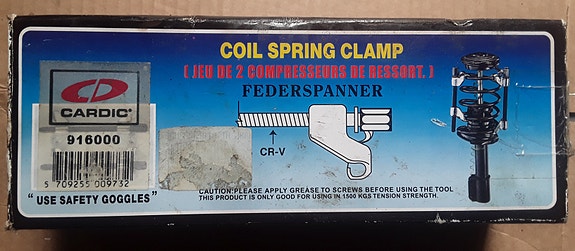 COIL SPRING CLAMP
( JEU DE 2 COMPRESSEURS DE RESSORT. )
FEDERSPANNER
CARDIC®
916000
5 709255 009732
CR-V
" USE SAFETY GOGGLES"
CAUTION:PLEASE APPLY GREASE TO SCREWS BEFORE USING THE TOOL
THIS PRODUCT IS ONLY GOOD FOR USING IN 1500 KGS TENSION STRENGTH.